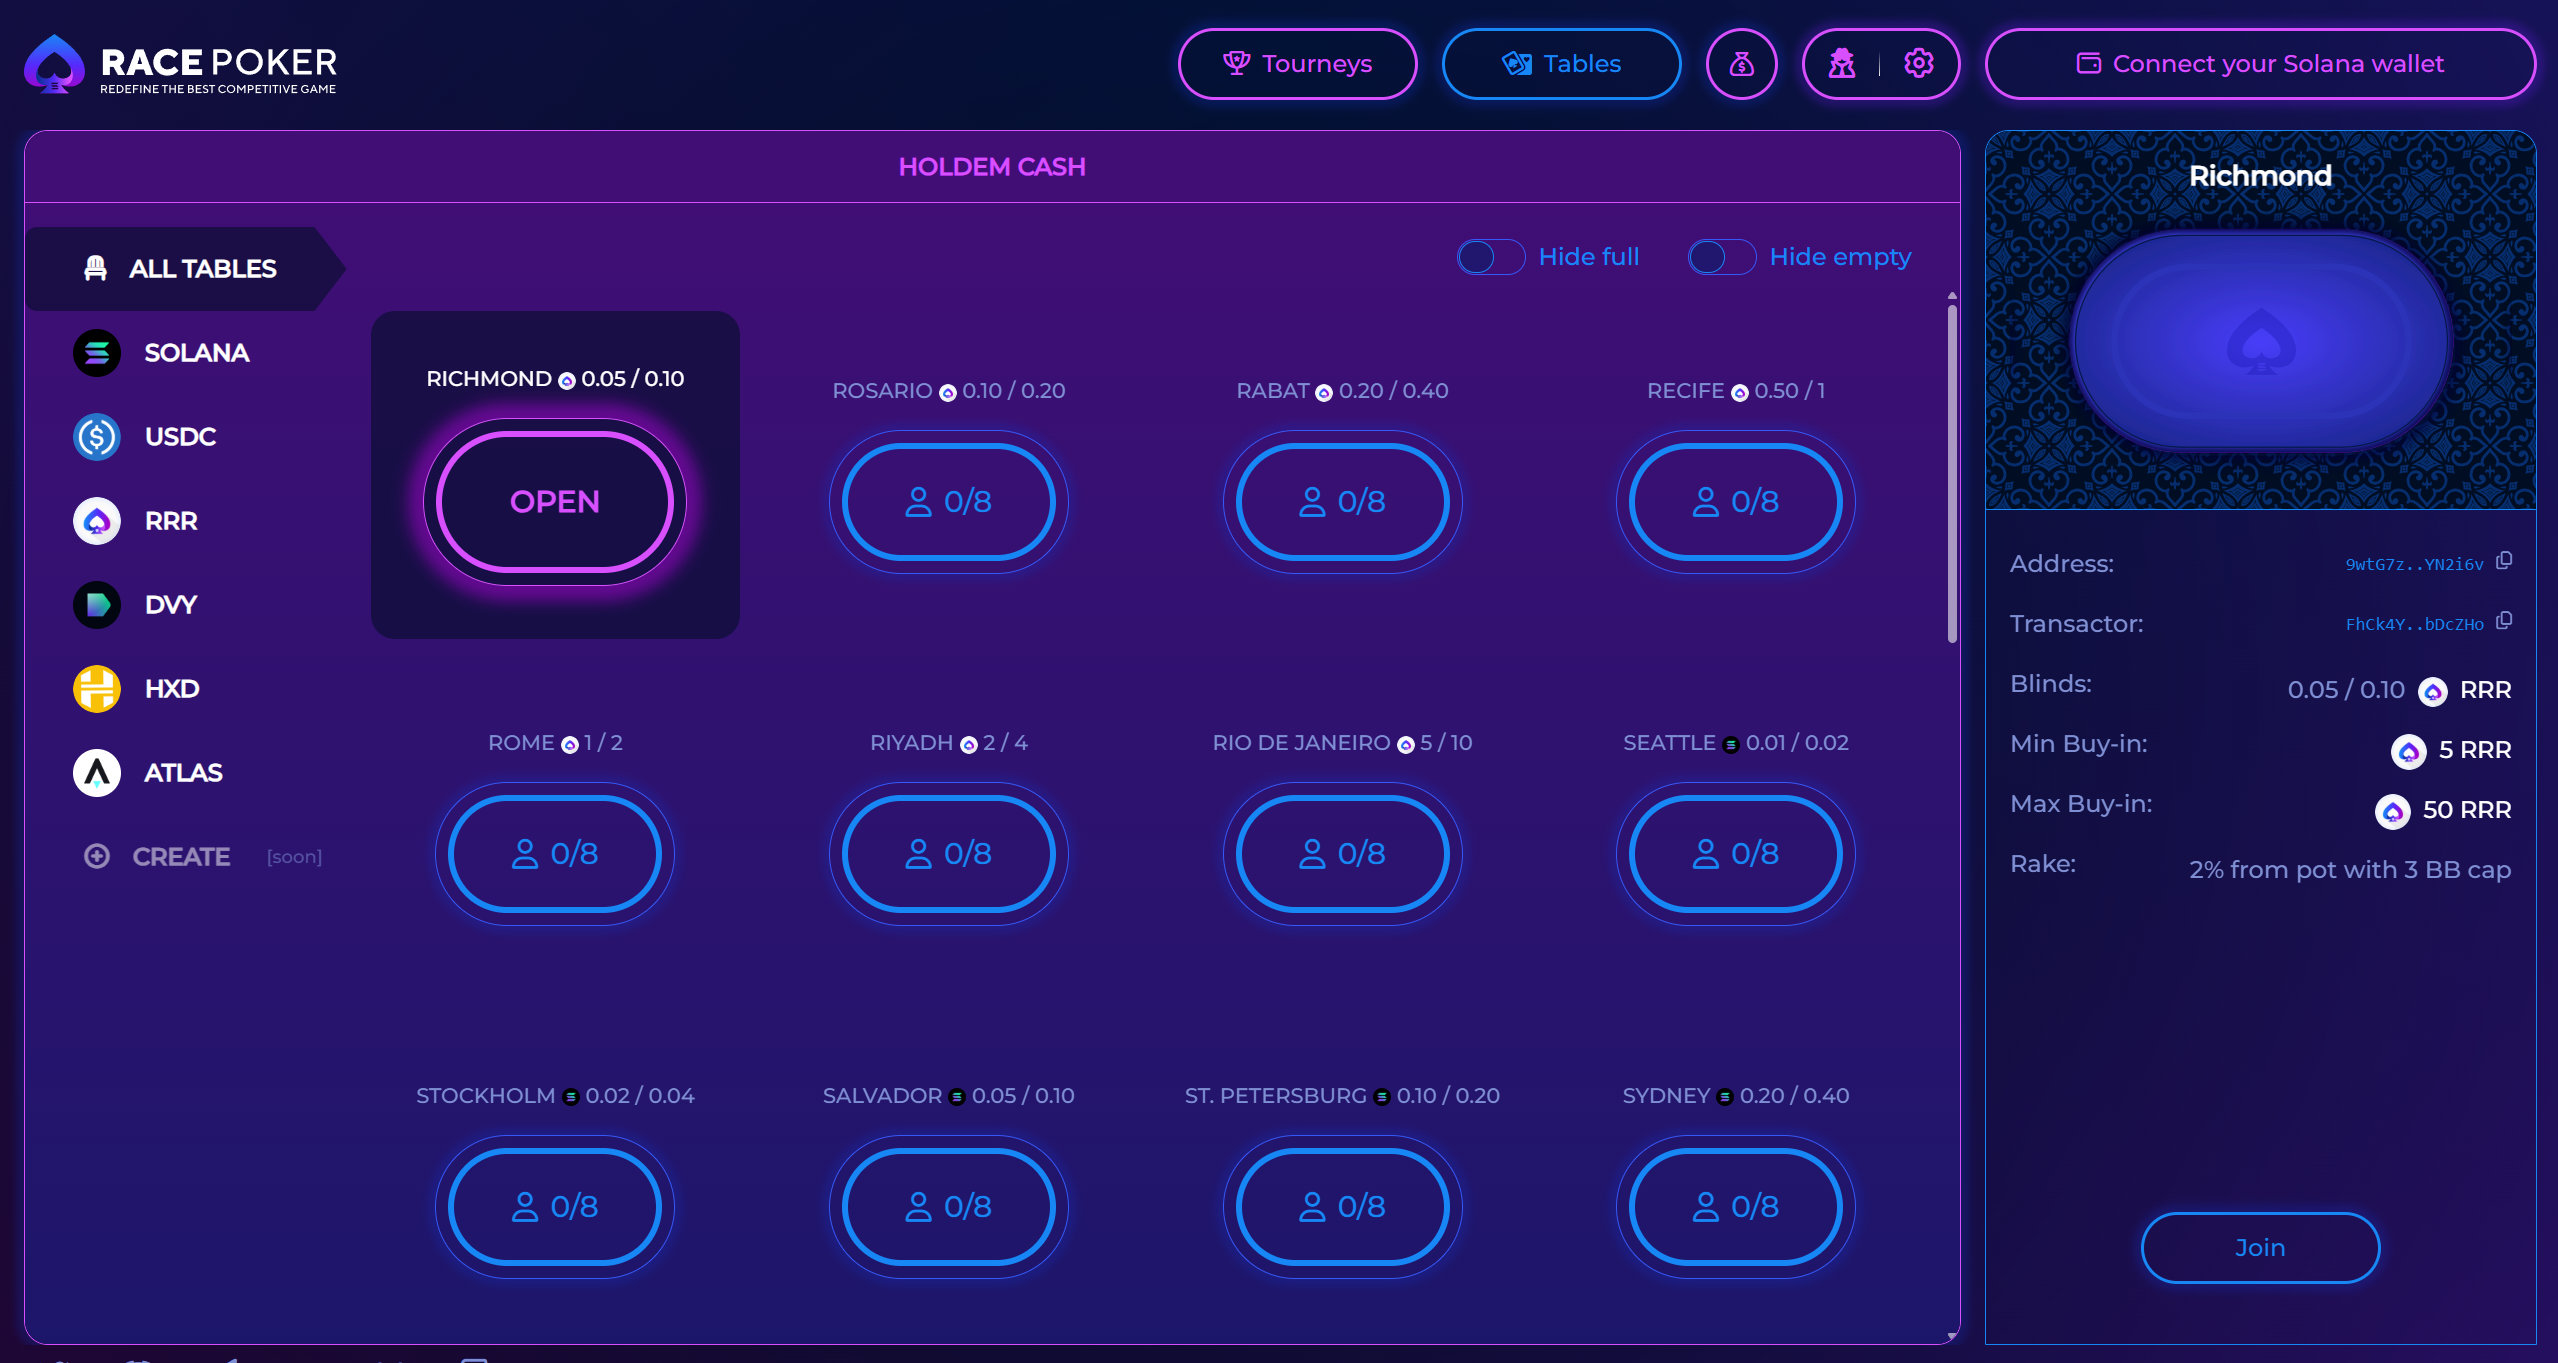 RACE POKER
REDEFINE THE BEST COMPETITIVE GAME
Tourneys
Tables
Connect your Solana wallet
HOLDEM CASH
ALL TABLES
SOLANA
USDC
RRR
DVY
HXD
ATLAS
CREATE [soon]
Hide full
Hide empty
RICHMOND 0.05 / 0.10
OPEN
ROSARIO 0.10 / 0.20
0/8
RABAT 0.20 / 0.40
0/8
RECIFE 0.50 / 1
0/8
ROME 1 / 2
0/8
RIYADH 2 / 4
0/8
RIO DE JANEIRO 5 / 10
0/8
SEATTLE 0.01 / 0.02
0/8
STOCKHOLM 0.02 / 0.04
0/8
SALVADOR 0.05 / 0.10
0/8
ST. PETERSBURG 0.10 / 0.20
0/8
SYDNEY 0.20 / 0.40
0/8
Richmond
Address: 9wtG7z..YN2i6v
Transactor: FhCk4Y..bDcZHo
Blinds: 0.05 / 0.10 RRR
Min Buy-in: 5 RRR
Max Buy-in: 50 RRR
Rake: 2% from pot with 3 BB cap
Join